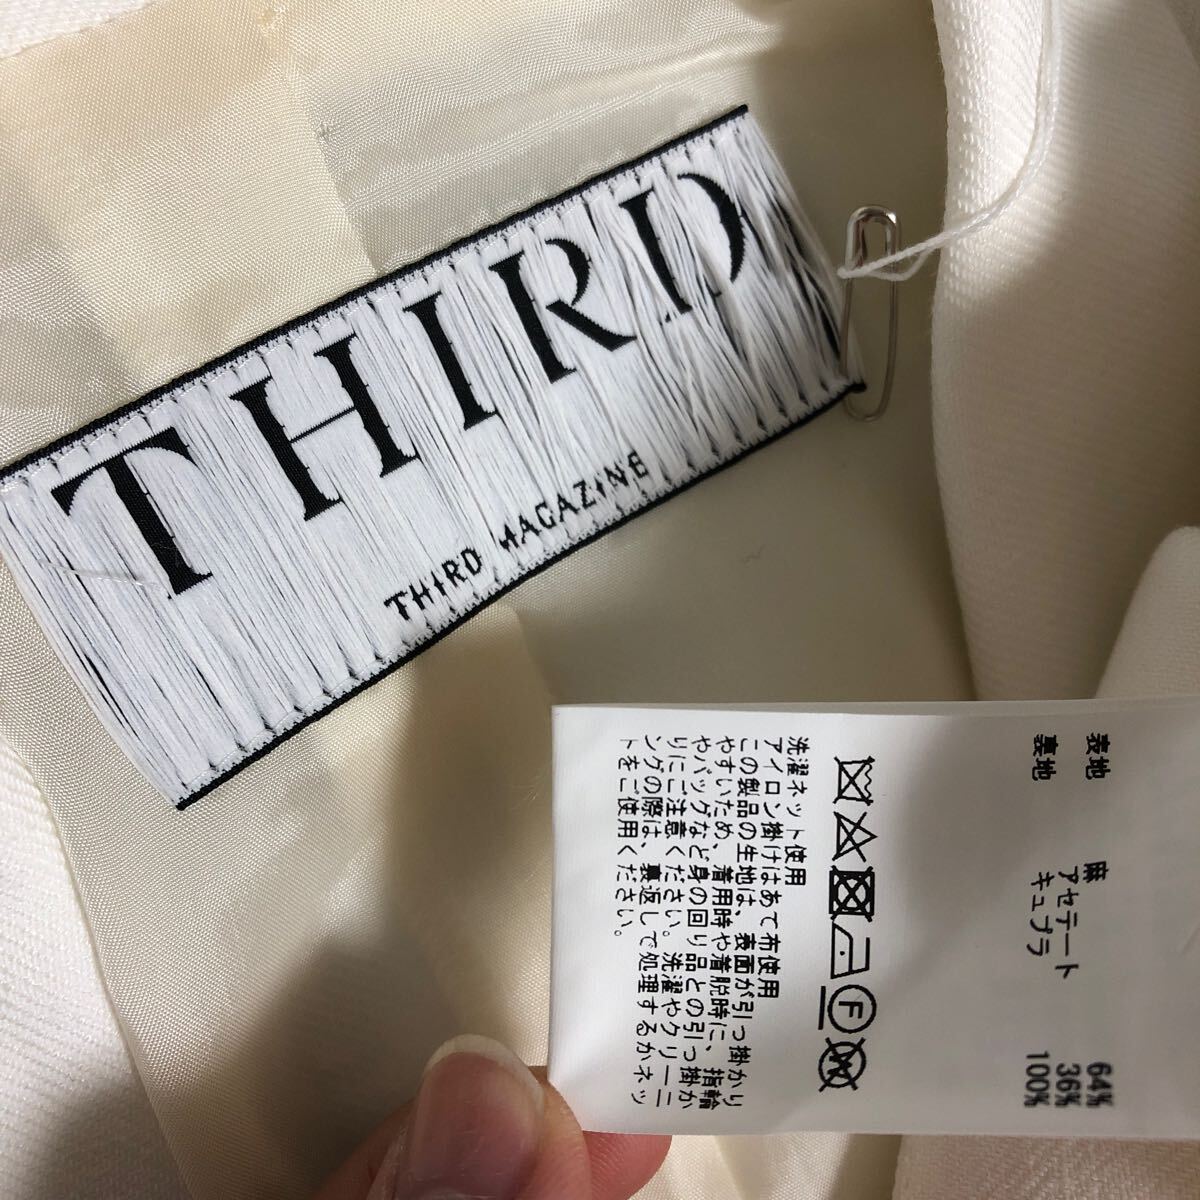 THIRD
THIRD MAGAZINE
表地 麻 64%
アセテート 36%
裏地 キュプラ 100%
F
洗濯ネット使用
アイロン掛けはあて布使用
この製品の生地は、表面が引っ掛かり
やすいため、着用時や着脱時に、指輪
やバッグなど身の回り品との引っ掛か
りにご注意ください。洗濯やクリーニ
ングの際は、裏返しで処理するかネッ
トをご使用ください。